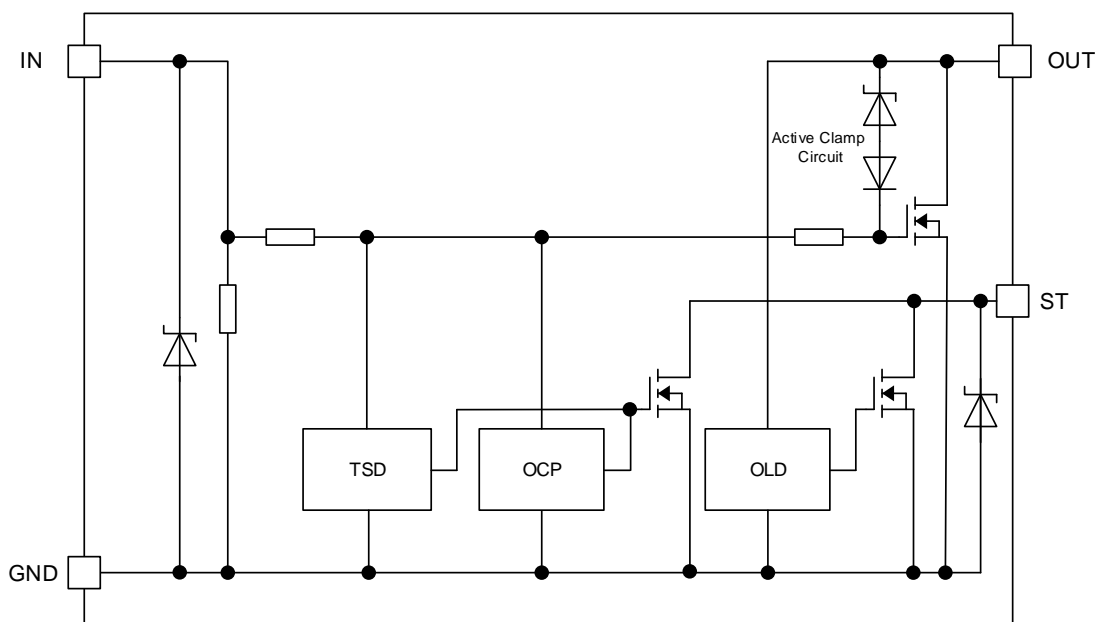 IN
OUT
Active Clamp
Circuit
ST
TSD
OCP
OLD
GND